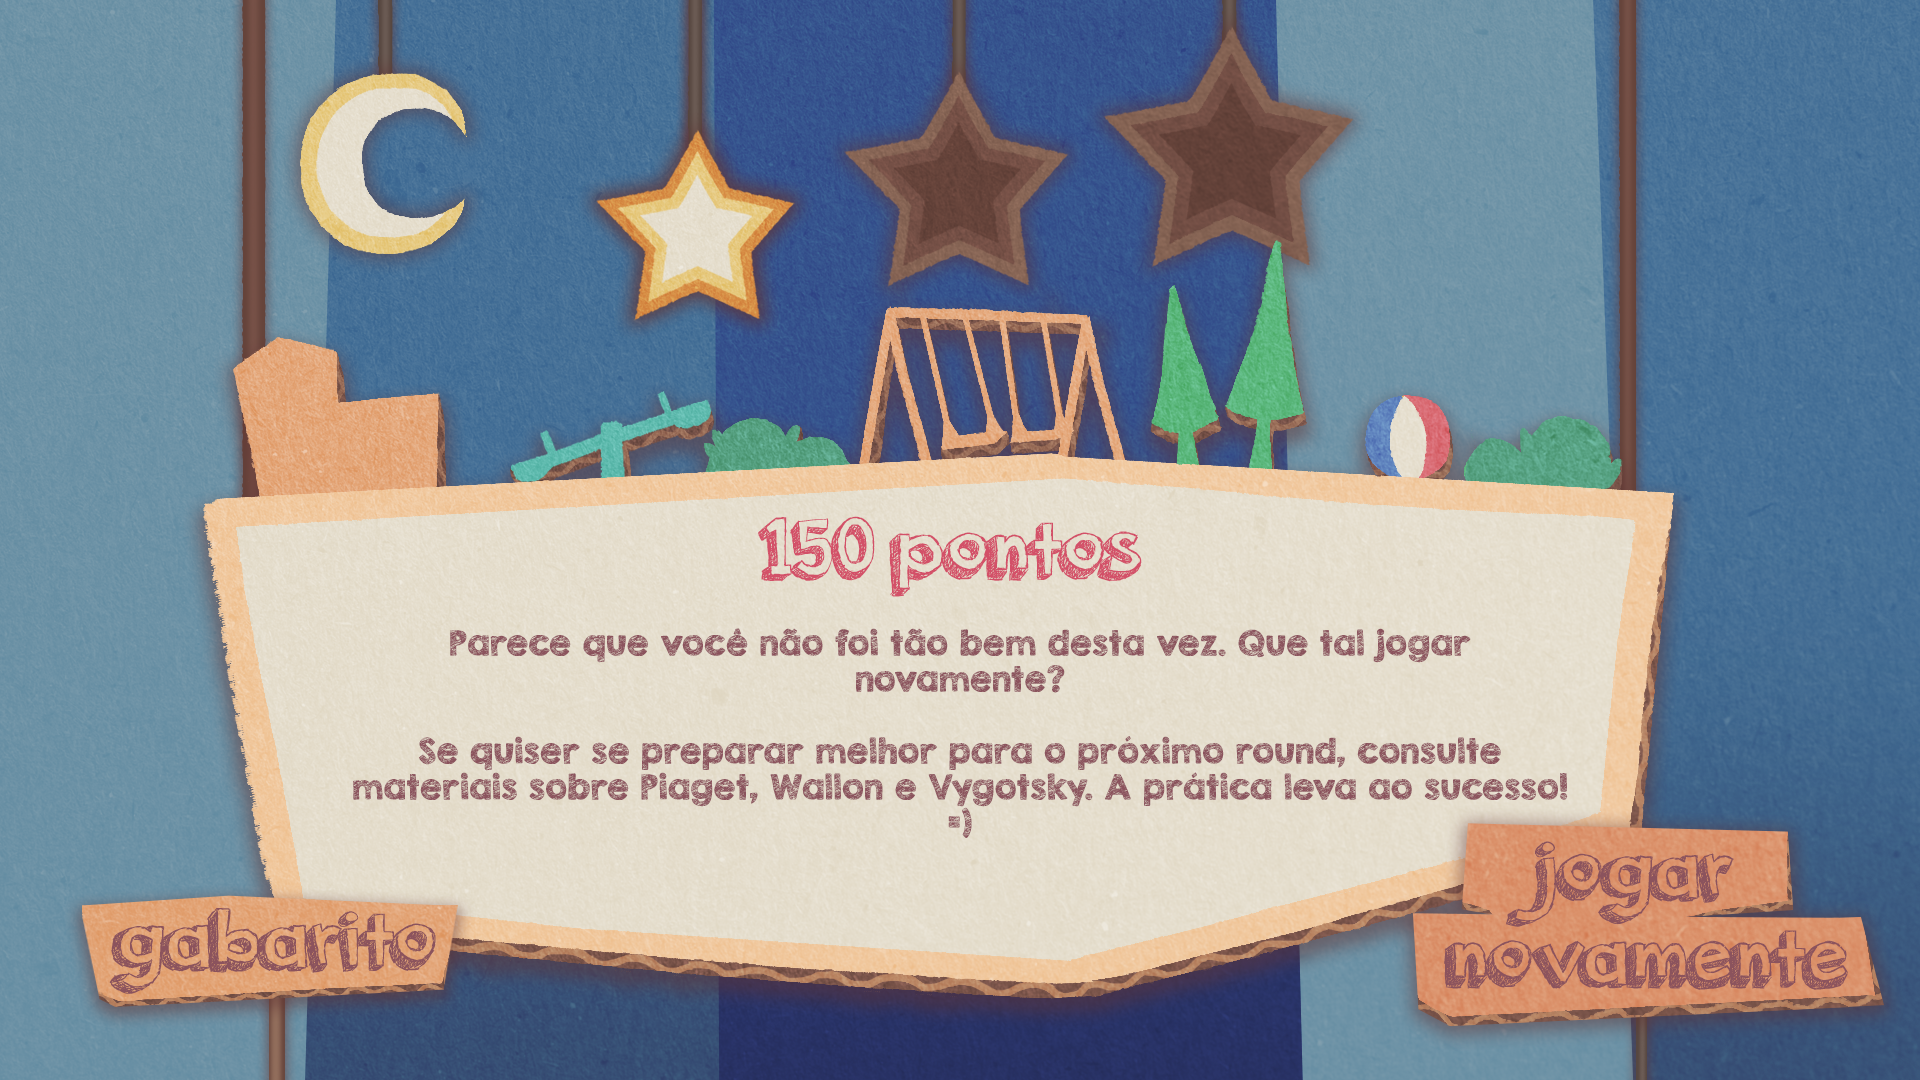 150 pontos
Parece que você não foi tão bem desta vez. Que tal jogar
novamente?
Se quiser se preparar melhor para o próximo round, consulte
materiais sobre Piaget, Wallon e Vygotsky. A prática leva ao sucesso!
=)
gabarito
jogar
novamente